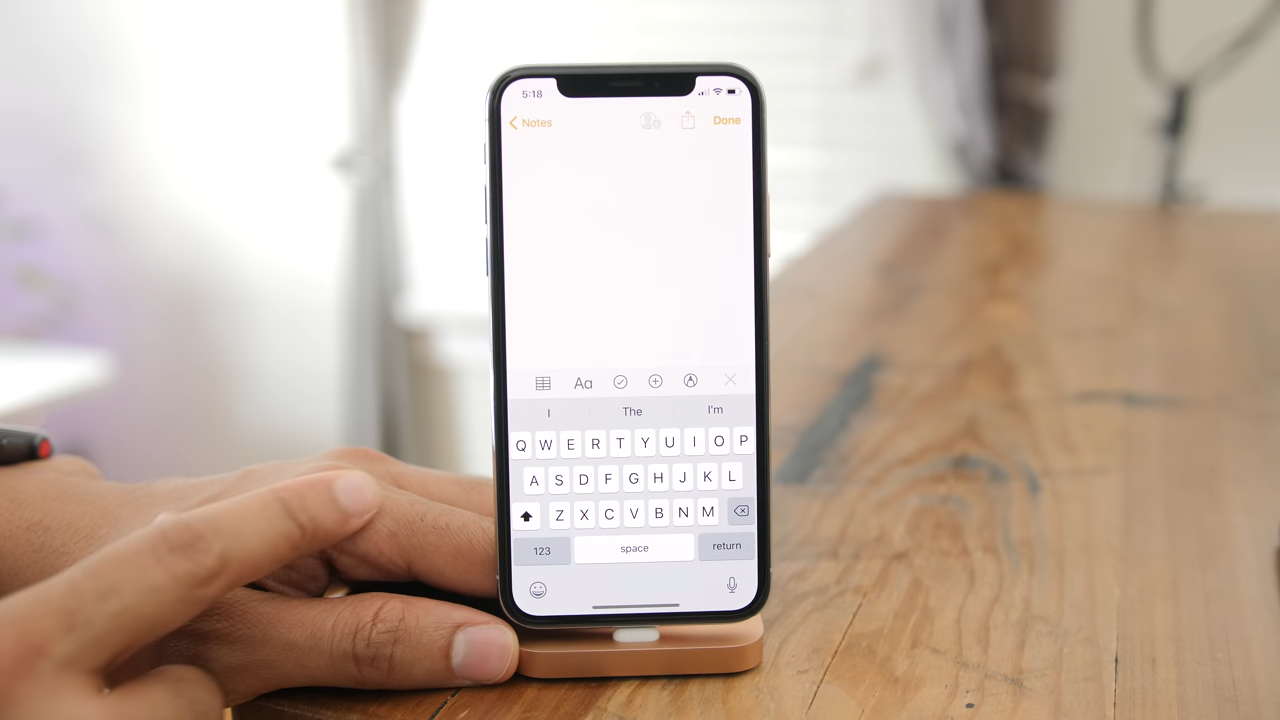 5:18
Notes Done
Aa
I The I'm
Q W E R T Y U I O P
A S D F G H J K L
Z X C V B N M
123 space return